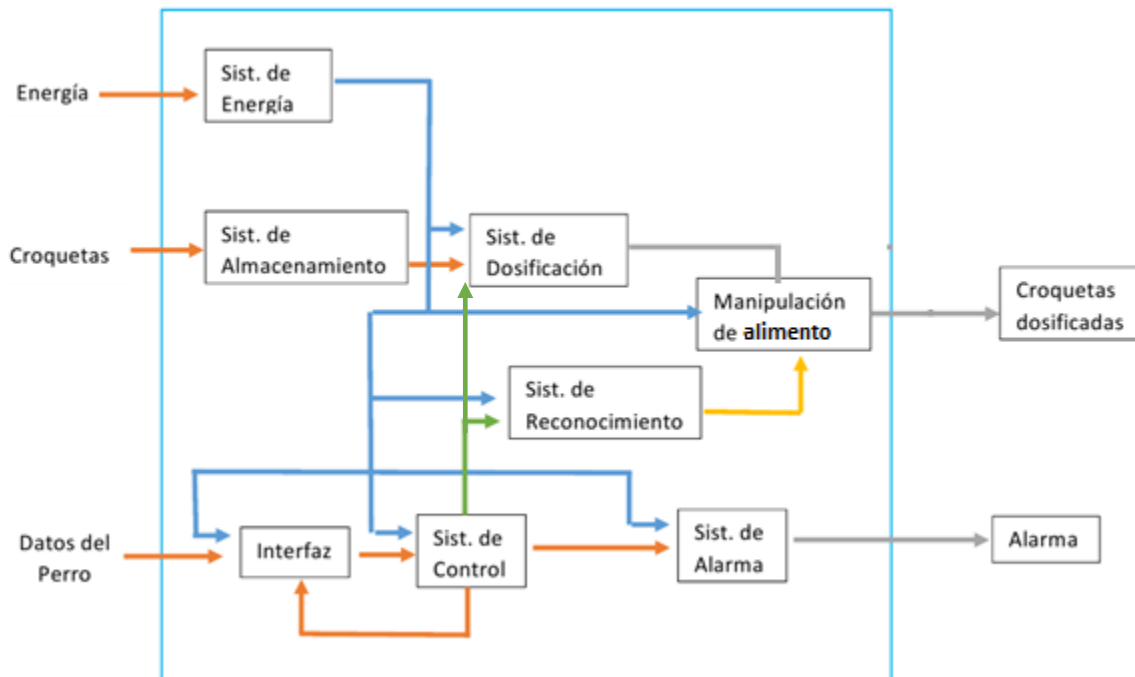 Energía
Sist. de
Energía
Croquetas
Sist. de
Almacenamiento
Sist. de
Dosificación
Manipulación
de alimento
Croquetas
dosificadas
Sist. de
Reconocimiento
Datos del
Perro
Interfaz
Sist. de
Control
Sist. de
Alarma
Alarma